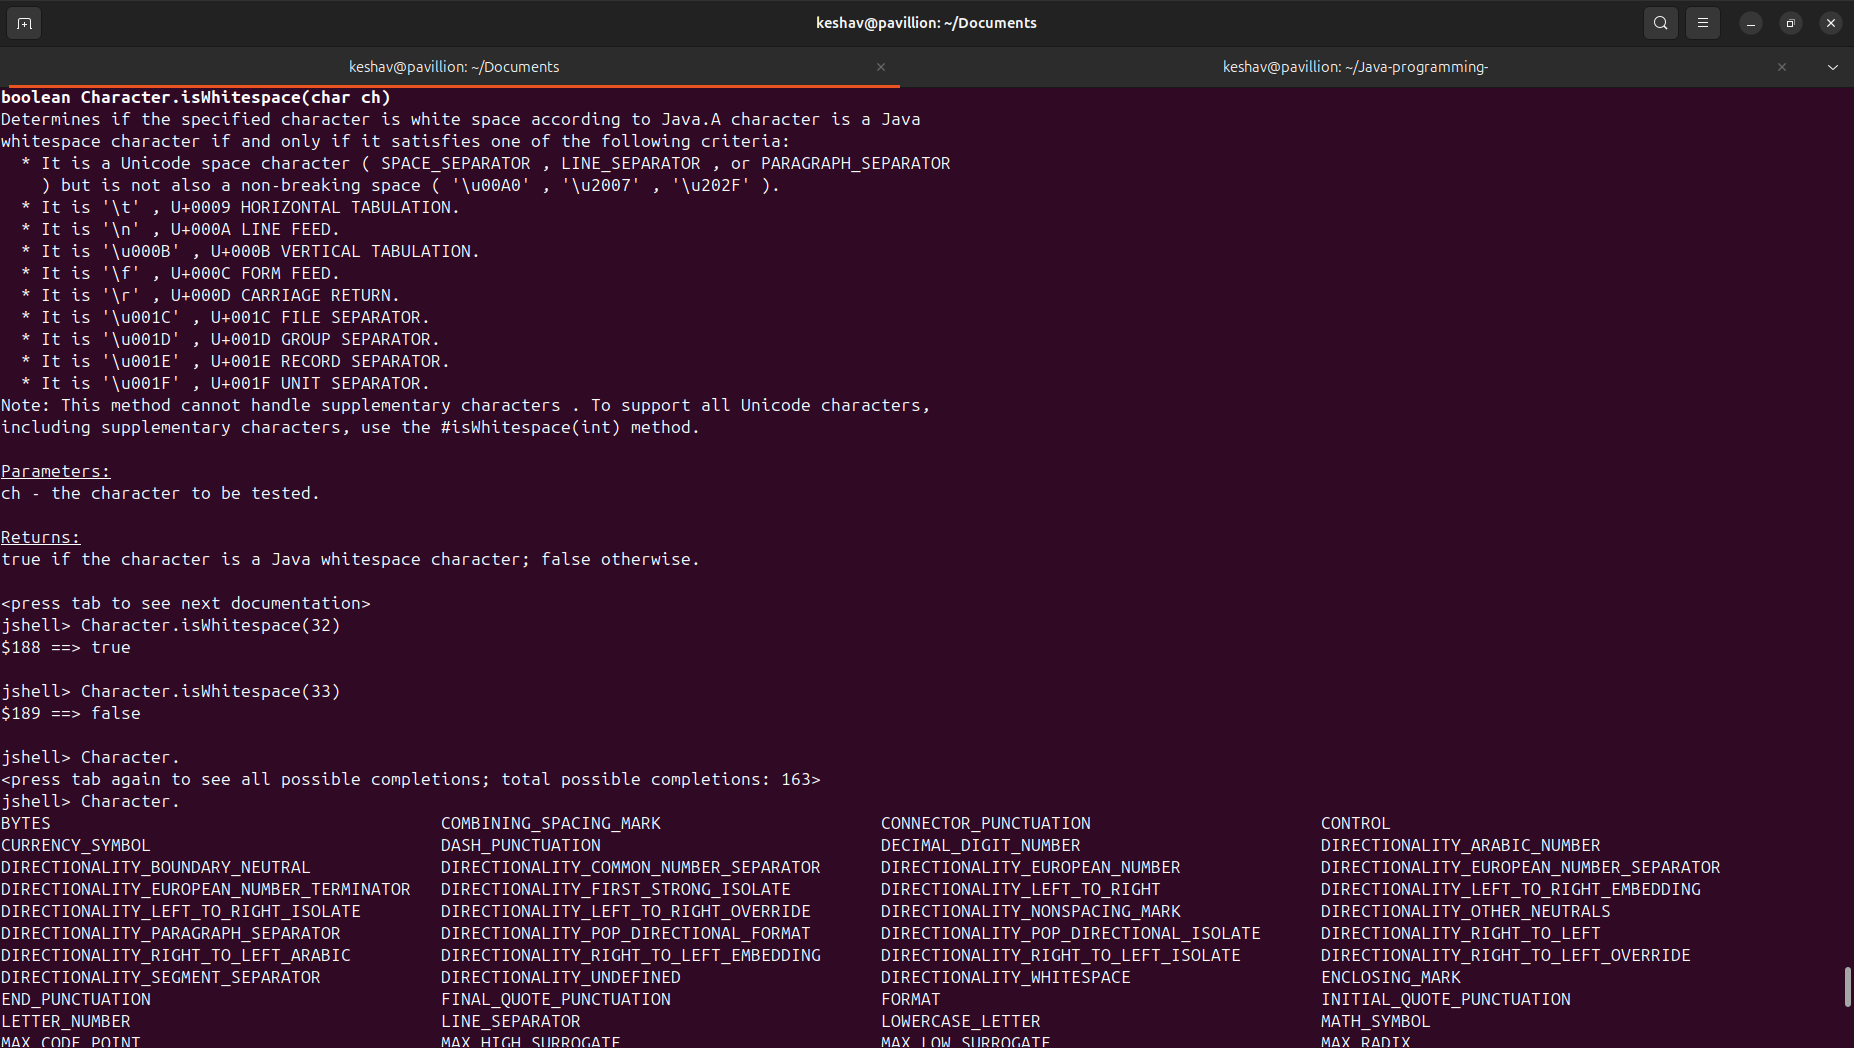 keshav@pavillion: ~/Documents
keshav@pavillion: ~/Documents
keshav@pavillion: ~/Java-programming-
boolean Character.isWhitespace(char ch)
Determines if the specified character is white space according to Java.A character is a Java
whitespace character if and only if it satisfies one of the following criteria:
* It is a Unicode space character ( SPACE_SEPARATOR , LINE_SEPARATOR , or PARAGRAPH_SEPARATOR
) but is not also a non-breaking space ( '\u00A0' , '\u2007' , '\u202F' ).
* It is '\t' , U+0009 HORIZONTAL TABULATION.
* It is '\n' , U+000A LINE FEED.
* It is '\u000B' , U+000B VERTICAL TABULATION.
* It is '\f' , U+000C FORM FEED.
* It is '\r' , U+000D CARRIAGE RETURN.
* It is '\u001C' , U+001C FILE SEPARATOR.
* It is '\u001D' , U+001D GROUP SEPARATOR.
* It is '\u001E' , U+001E RECORD SEPARATOR.
* It is '\u001F' , U+001F UNIT SEPARATOR.
Note: This method cannot handle supplementary characters . To support all Unicode characters,
including supplementary characters, use the #isWhitespace(int) method.
Parameters:
ch - the character to be tested.
Returns:
true if the character is a Java whitespace character; false otherwise.
<press tab to see next documentation>
jshell> Character.isWhitespace(32)
$188 ==> true
jshell> Character.isWhitespace(33)
$189 ==> false
jshell> Character.
<press tab again to see all possible completions; total possible completions: 163>
jshell> Character.
BYTES COMBINING_SPACING_MARK CONNECTOR_PUNCTUATION CONTROL
CURRENCY_SYMBOL DASH_PUNCTUATION DECIMAL_DIGIT_NUMBER DIRECTIONALITY_ARABIC_NUMBER
DIRECTIONALITY_BOUNDARY_NEUTRAL DIRECTIONALITY_COMMON_NUMBER_SEPARATOR DIRECTIONALITY_EUROPEAN_NUMBER DIRECTIONALITY_EUROPEAN_NUMBER_SEPARATOR
DIRECTIONALITY_EUROPEAN_NUMBER_TERMINATOR DIRECTIONALITY_FIRST_STRONG_ISOLATE DIRECTIONALITY_LEFT_TO_RIGHT DIRECTIONALITY_LEFT_TO_RIGHT_EMBEDDING
DIRECTIONALITY_LEFT_TO_RIGHT_ISOLATE DIRECTIONALITY_LEFT_TO_RIGHT_OVERRIDE DIRECTIONALITY_NONSPACING_MARK DIRECTIONALITY_OTHER_NEUTRALS
DIRECTIONALITY_PARAGRAPH_SEPARATOR DIRECTIONALITY_POP_DIRECTIONAL_FORMAT DIRECTIONALITY_POP_DIRECTIONAL_ISOLATE DIRECTIONALITY_RIGHT_TO_LEFT
DIRECTIONALITY_RIGHT_TO_LEFT_ARABIC DIRECTIONALITY_RIGHT_TO_LEFT_EMBEDDING DIRECTIONALITY_RIGHT_TO_LEFT_ISOLATE DIRECTIONALITY_RIGHT_TO_LEFT_OVERRIDE
DIRECTIONALITY_SEGMENT_SEPARATOR DIRECTIONALITY_UNDEFINED DIRECTIONALITY_WHITESPACE ENCLOSING_MARK
END_PUNCTUATION FINAL_QUOTE_PUNCTUATION FORMAT INITIAL_QUOTE_PUNCTUATION
LETTER_NUMBER LINE_SEPARATOR LOWERCASE_LETTER MATH_SYMBOL
MAX_CODE_POINT MAX_HIGH_SURROGATE MAX_LOW_SURROGATE MAX_RADIX